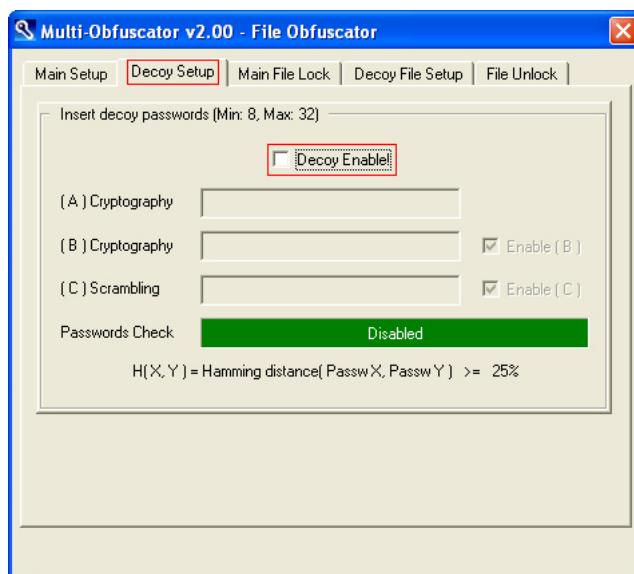 Multi-Obfuscator v2.00 - File Obfuscator
Main Setup Decoy Setup Main File Lock Decoy File Setup File Unlock
Insert decoy passwords (Min: 8, Max: 32)
Decoy Enable!
( A ) Cryptography
( B ) Cryptography Enable ( B )
( C ) Scrambling Enable ( C )
Passwords Check Disabled
H( X, Y ) = Hamming distance( Passw X, Passw Y ) >= 25%